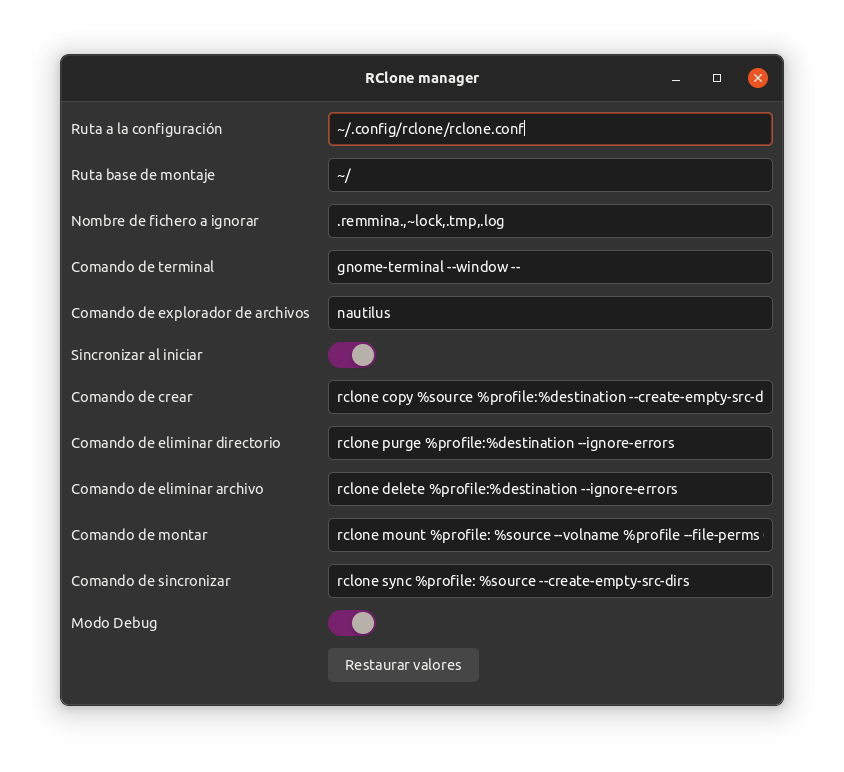 RClone manager
Ruta a la configuración ~/.config/rclone/rclone.conf
Ruta base de montaje ~/
Nombre de fichero a ignorar .remmina.,~lock,.tmp,.log
Comando de terminal gnome-terminal --window --
Comando de explorador de archivos nautilus
Sincronizar al iniciar
Comando de crear rclone copy %source %profile:%destination --create-empty-src-d
Comando de eliminar directorio rclone purge %profile:%destination --ignore-errors
Comando de eliminar archivo rclone delete %profile:%destination --ignore-errors
Comando de montar rclone mount %profile: %source --volname %profile --file-perms
Comando de sincronizar rclone sync %profile: %source --create-empty-src-dirs
Modo Debug
Restaurar valores